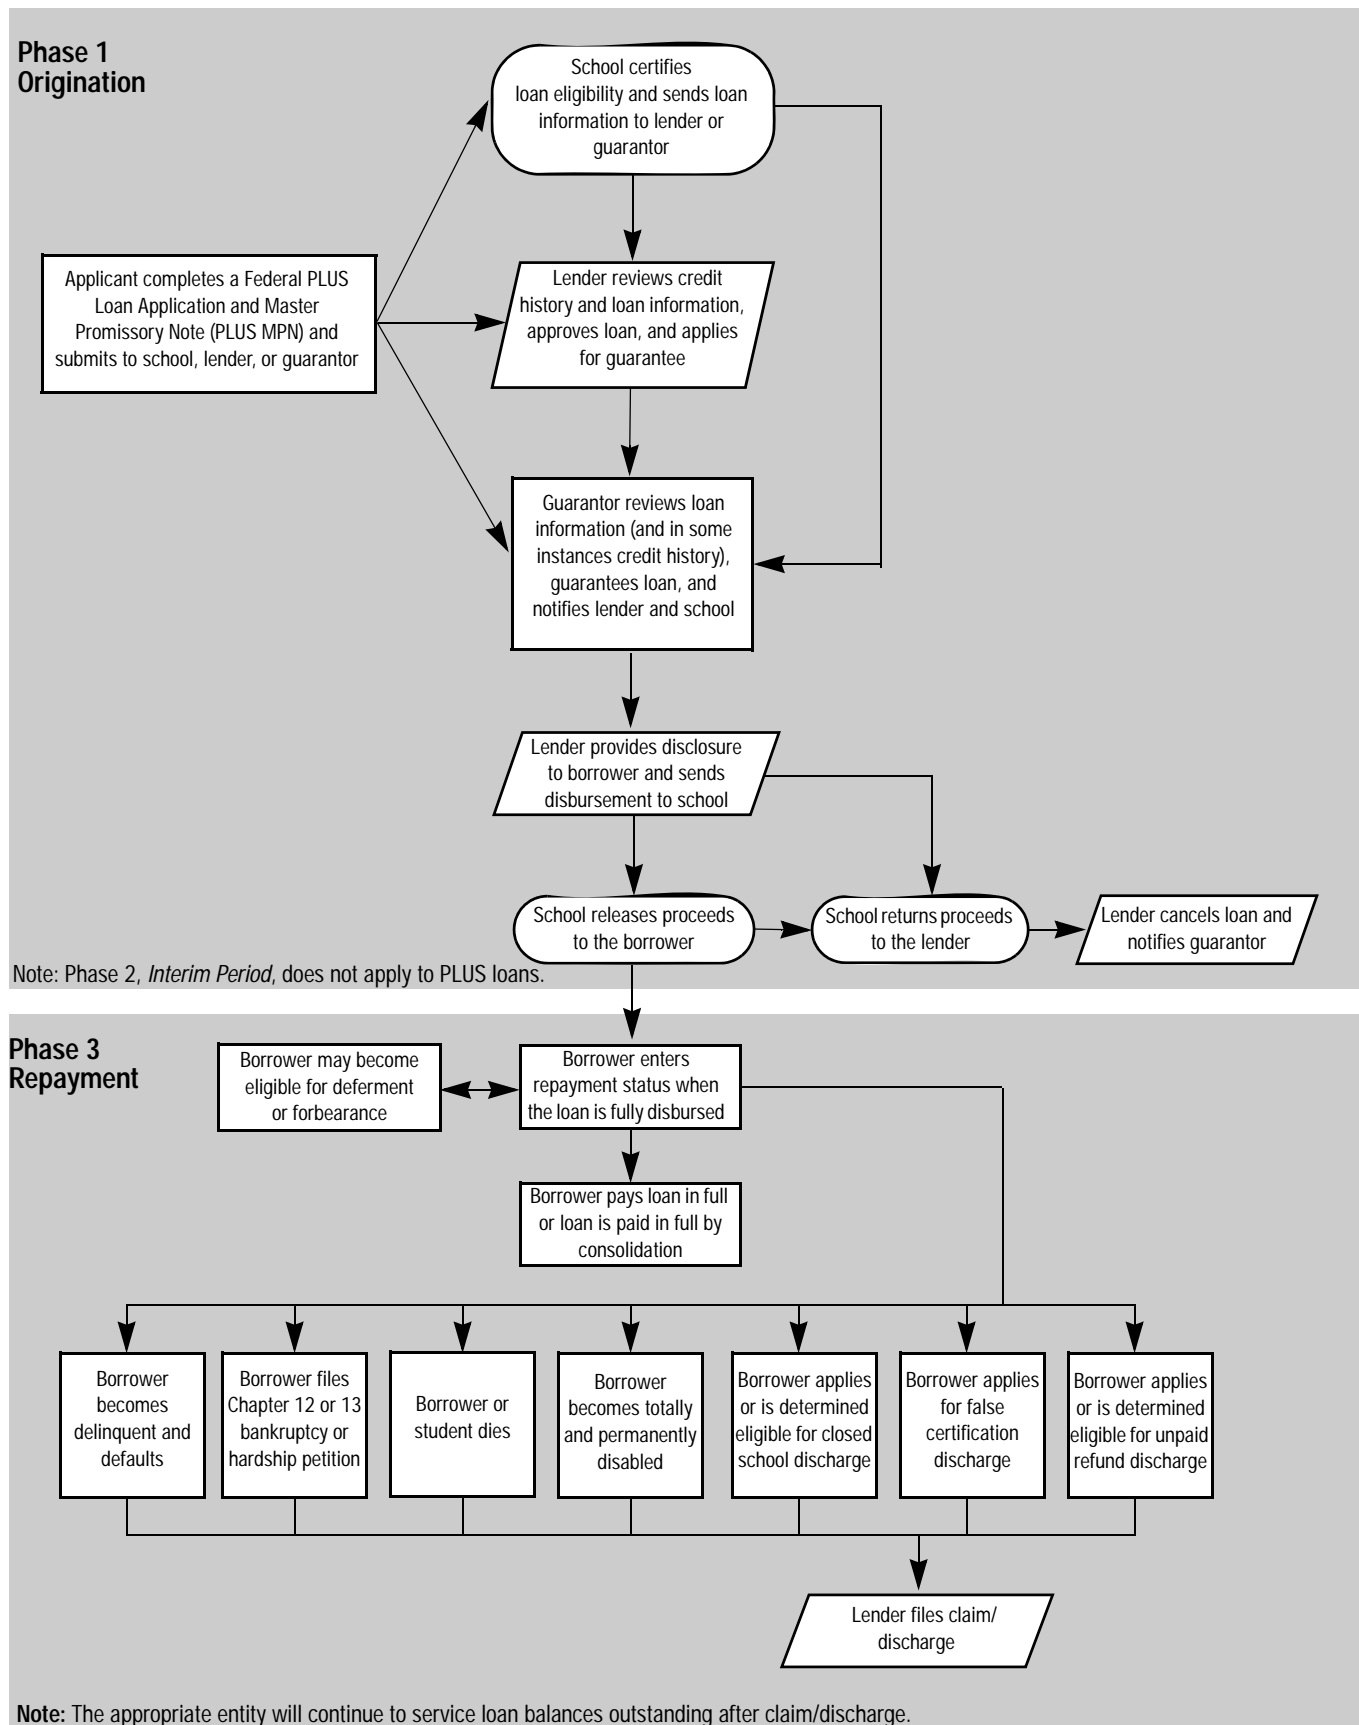 Phase 1
Origination
School certifies
loan eligibility and sends loan
information to lender or
guarantor
Applicant completes a Federal PLUS
Loan Application and Master
Promissory Note (PLUS MPN) and
submits to school, lender, or guarantor
Lender reviews credit
history and loan information,
approves loan, and applies
for guarantee
Guarantor reviews loan
information (and in some
instances credit history),
guarantees loan, and
notifies lender and school
Lender provides disclosure
to borrower and sends
disbursement to school
School releases proceeds
to the borrower
School returns proceeds
to the lender
Lender cancels loan and
notifies guarantor
Note: Phase 2, Interim Period, does not apply to PLUS loans.
Phase 3
Repayment
Borrower may become
eligible for deferment
or forbearance
Borrower enters
repayment status when
the loan is fully disbursed
Borrower pays loan in full
or loan is paid in full by
consolidation
Borrower
becomes
delinquent and
defaults
Borrower files
Chapter 12 or 13
bankruptcy or
hardship petition
Borrower or
student dies
Borrower
becomes totally
and permanently
disabled
Borrower applies
or is determined
eligible for closed
school discharge
Borrower applies
for false
certification
discharge
Borrower applies
or is determined
eligible for unpaid
refund discharge
Lender files claim/
discharge
Note: The appropriate entity will continue to service loan balances outstanding after claim/discharge.